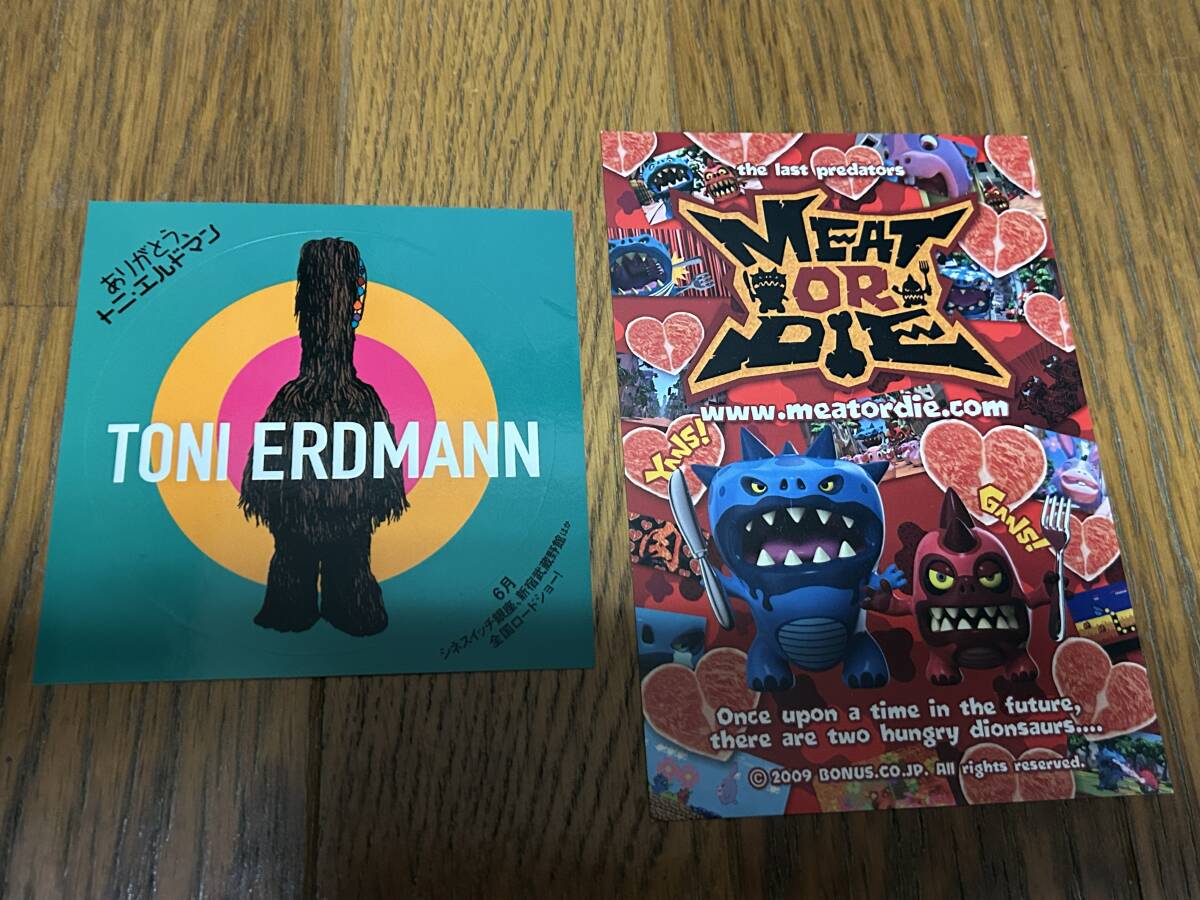 ありがとう、
トニ・エルドマン
TONI ERDMANN
6月
シネスイッチ銀座、新宿武蔵野館ほか
全国ロードショー!
the last predators
MEAT
OR
DIE
www.meatordie.com
YANS!
GANS!
Once upon a time in the future,
there are two hungry dionsaurs....
© 2009 BONUS.CO.JP. All rights reserved.